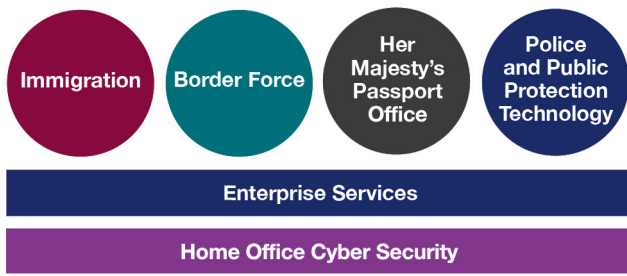 Immigration
Border Force
Her
Majesty's
Passport
Office
Police
and Public
Protection
Technology
Enterprise Services
Home Office Cyber Security